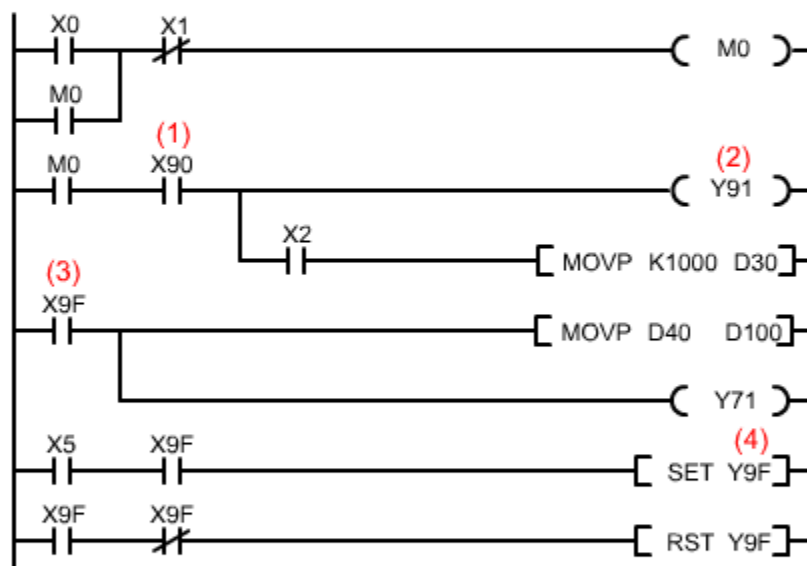 X0 X1 M0
M0
(1) (2)
M0 X90 Y91
X2 MOVP K1000 D30
(3)
X9F MOVP D40 D100
Y71
(4)
X5 X9F SET Y9F
X9F X9F RST Y9F